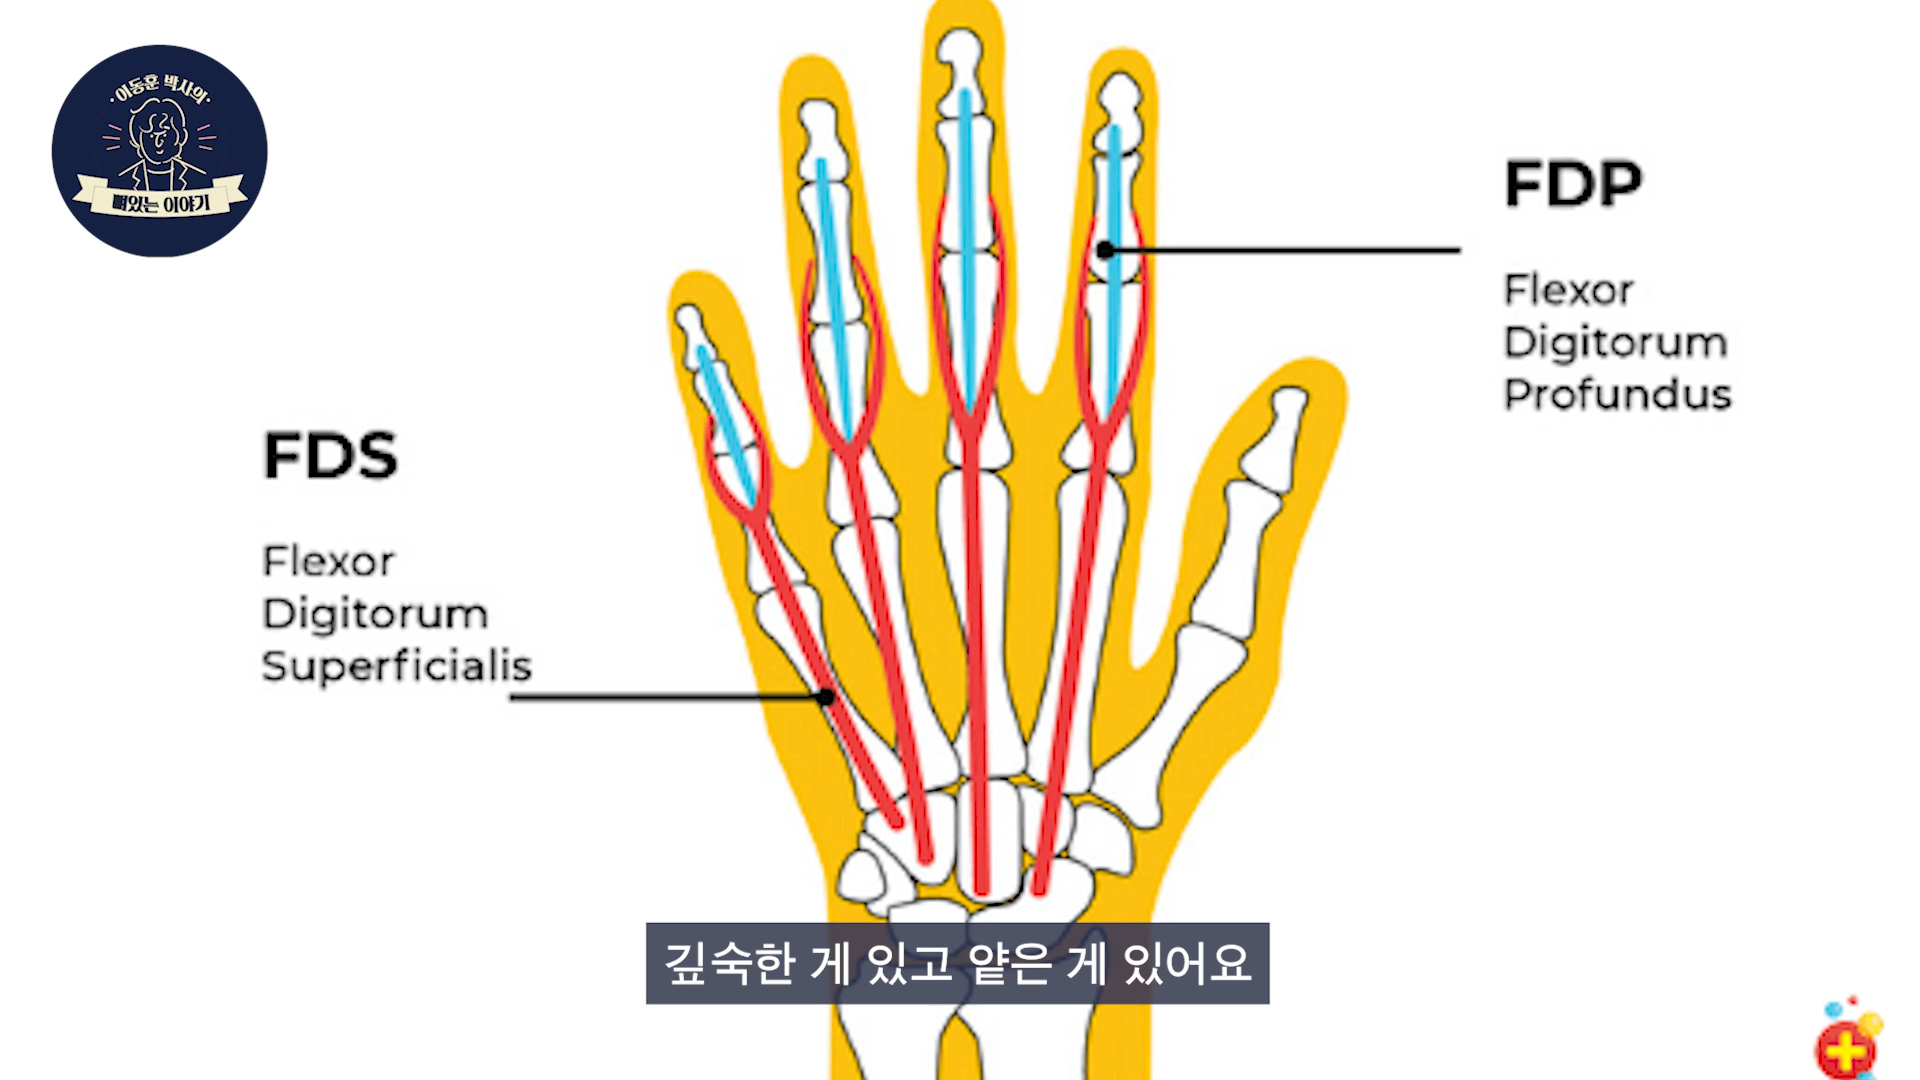 ·이동훈 박사의·
뼈있는 이야기
FDP
Flexor
Digitorum
Profundus
FDS
Flexor
Digitorum
Superficialis
깊숙한 게 있고 얕은 게 있어요